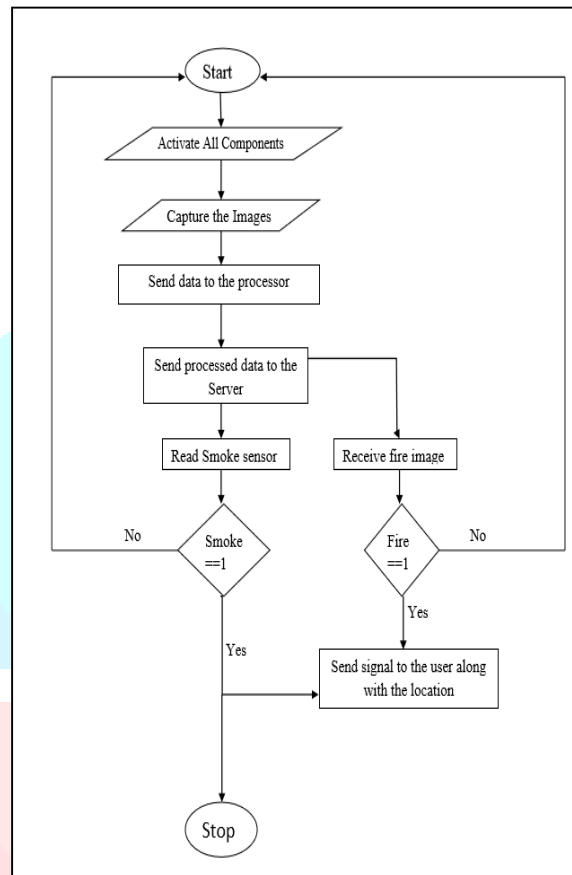 Start
Activate All Components
Capture the Images
Send data to the processor
Send processed data to the
Server
Read Smoke sensor
Receive fire image
No
Smoke
==1
Fire
==1
No
Yes
Yes
Send signal to the user along
with the location
Stop